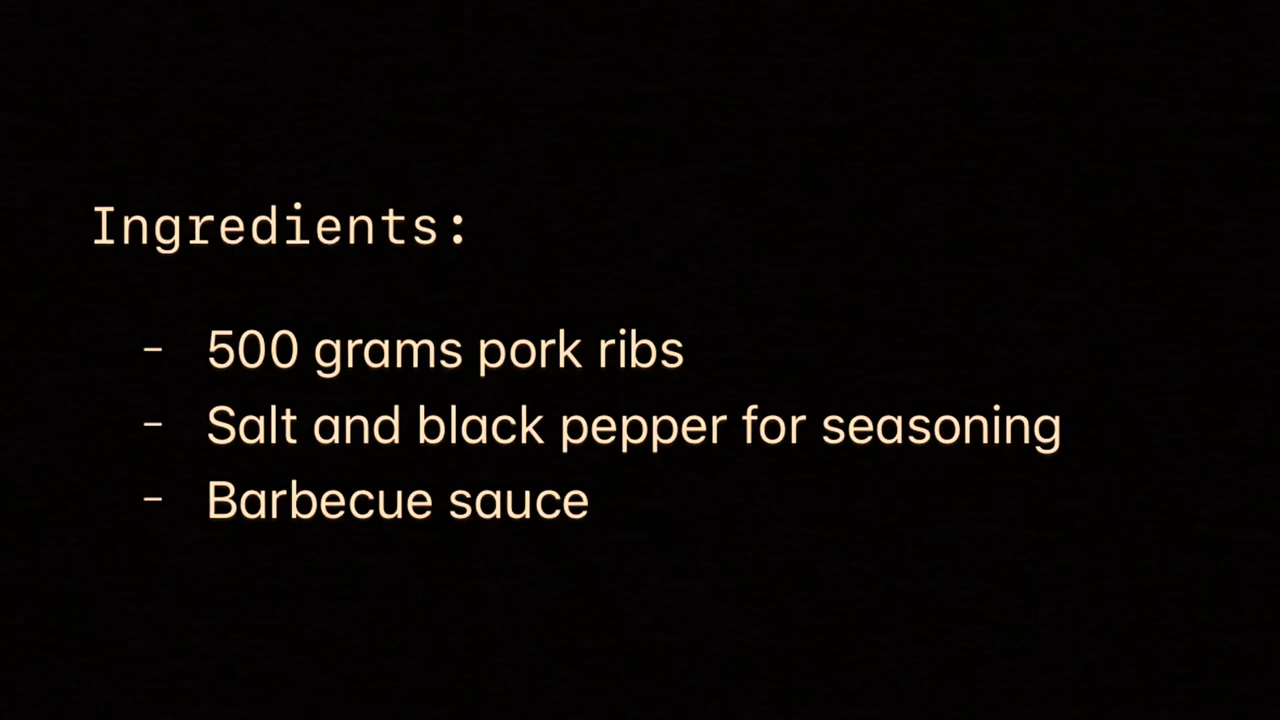 Ingredients:
- 500 grams pork ribs
- Salt and black pepper for seasoning
- Barbecue sauce